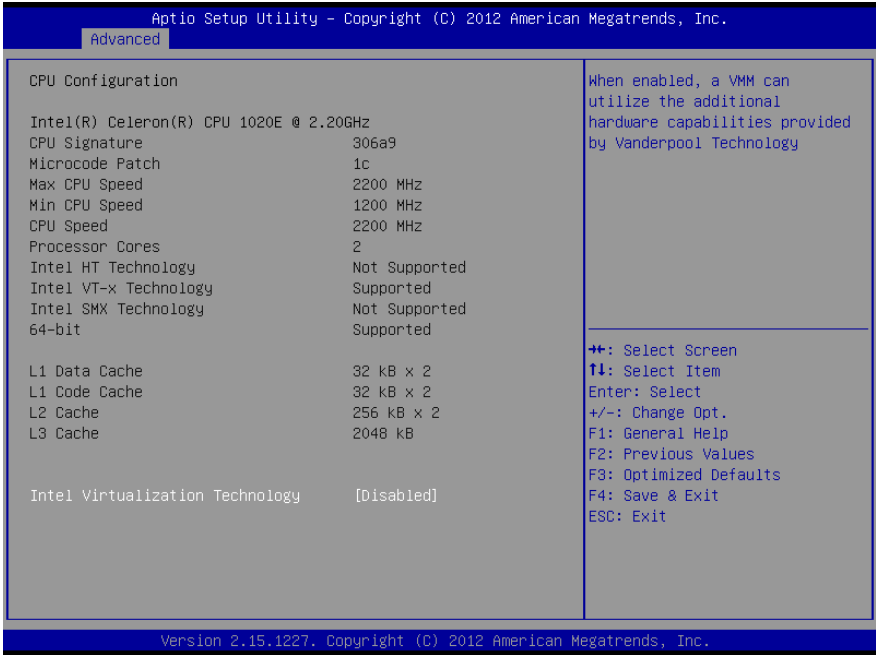 Aptio Setup Utility – Copyright (C) 2012 American Megatrends, Inc.
Advanced
CPU Configuration
Intel(R) Celeron(R) CPU 1020E @ 2.20GHz
CPU Signature 306a9
Microcode Patch 1c
Max CPU Speed 2200 MHz
Min CPU Speed 1200 MHz
CPU Speed 2200 MHz
Processor Cores 2
Intel HT Technology Not Supported
Intel VT-x Technology Supported
Intel SMX Technology Not Supported
64-bit Supported
L1 Data Cache 32 kB x 2
L1 Code Cache 32 kB x 2
L2 Cache 256 kB x 2
L3 Cache 2048 kB
Intel Virtualization Technology [Disabled]
When enabled, a VMM can
utilize the additional
hardware capabilities provided
by Vanderpool Technology
→←: Select Screen
↑↓: Select Item
Enter: Select
+/-: Change Opt.
F1: General Help
F2: Previous Values
F3: Optimized Defaults
F4: Save & Exit
ESC: Exit
Version 2.15.1227. Copyright (C) 2012 American Megatrends, Inc.